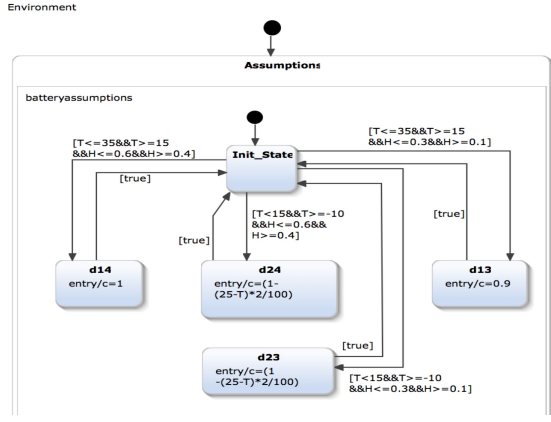 Environment
Assumptions
batteryassumptions
[T<=35&&T>=15
&&H<=0.6&&H>=0.4]
[T<=35&&T>=15
&&H<=0.3&&H>=0.1]
Init_State
[true]
[T<15&&T>=-10
&&H<=0.6&&
H>=0.4]
[true]
[true]
d14
entry/c=1
d24
entry/c=(1-
(25-T)*2/100)
d13
entry/c=0.9
[true]
d23
entry/c=(1
-(25-T)*2/100)
[T<15&&T>=-10
&&H<=0.3&&H>=0.1]